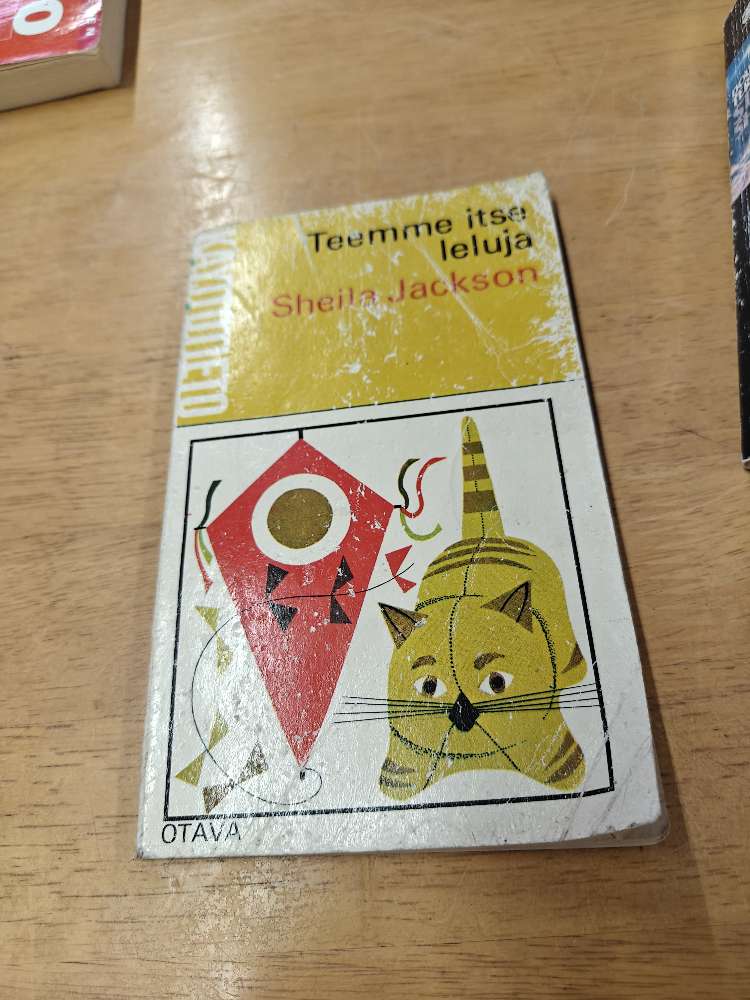 Teemme itse
leluja
Sheila Jackson
OTAVA